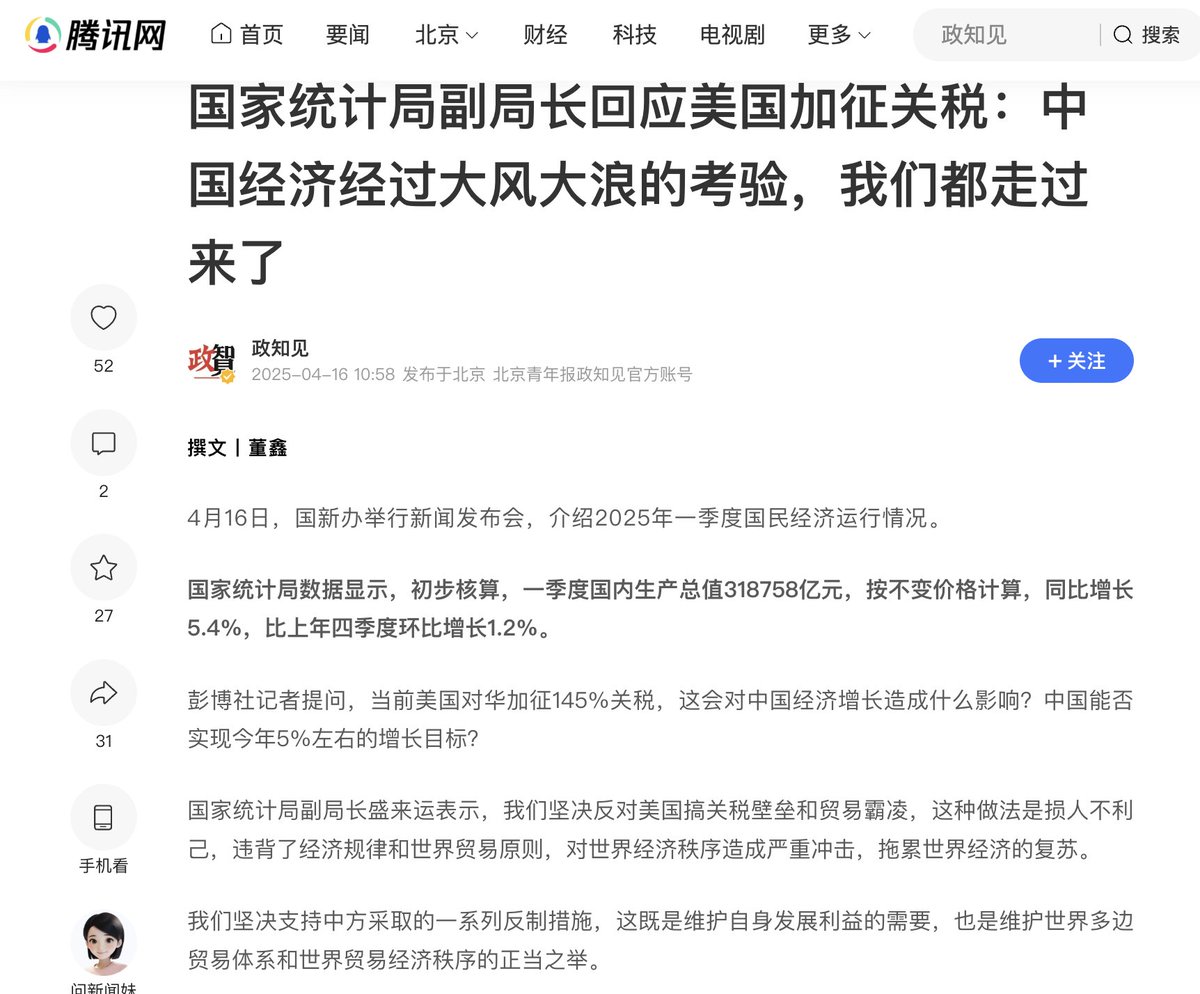 腾讯网 首页 要闻 北京 财经 科技 电视剧 更多 政知见 搜索
国家统计局副局长回应美国加征关税：中
国经济经过大风大浪的考验，我们都走过
来了
政智 政知见
2025-04-16 10:58 发布于北京 北京青年报政知见官方账号
+ 关注
52
撰文丨董鑫
2
4月16日，国新办举行新闻发布会，介绍2025年一季度国民经济运行情况。
国家统计局数据显示，初步核算，一季度国内生产总值318758亿元，按不变价格计算，同比增长
5.4%，比上年四季度环比增长1.2%。
27
彭博社记者提问，当前美国对华加征145%关税，这会对中国经济增长造成什么影响？中国能否
实现今年5%左右的增长目标？
31
国家统计局副局长盛来运表示，我们坚决反对美国搞关税壁垒和贸易霸凌，这种做法是损人不利
己，违背了经济规律和世界贸易原则，对世界经济秩序造成严重冲击，拖累世界经济的复苏。
手机看
我们坚决支持中方采取的一系列反制措施，这既是维护自身发展利益的需要，也是维护世界多边
贸易体系和世界贸易经济秩序的正当之举。
问新闻妹